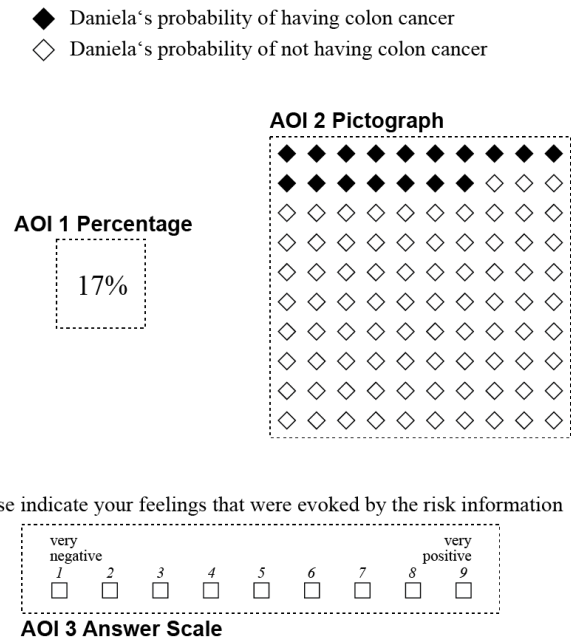 Daniela‘s probability of having colon cancer
Daniela‘s probability of not having colon cancer
AOI 2 Pictograph
AOI 1 Percentage
17%
indicate your feelings that were evoked by the risk information
very
negative
very
positive
1 2 3 4 5 6 7 8 9
AOI 3 Answer Scale